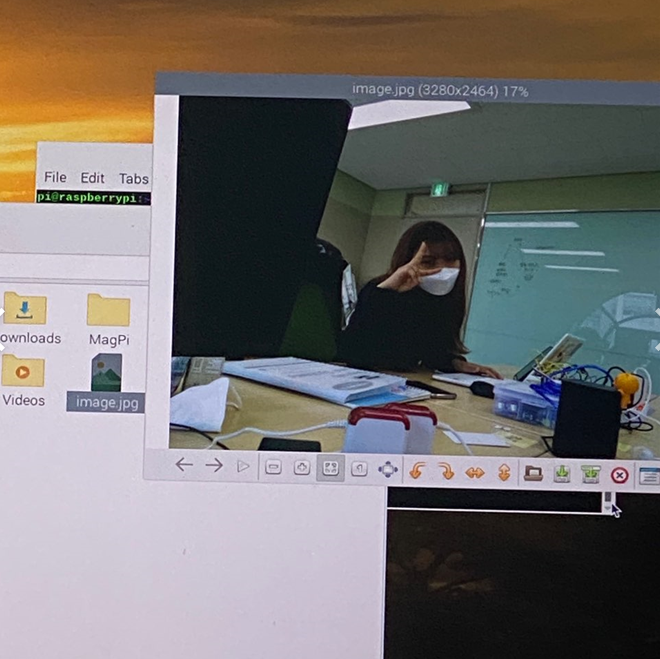 image.jpg (3280x2464) 17%
File Edit Tabs
pi@raspberrypi:
ownloads MagPi
Videos image.jpg